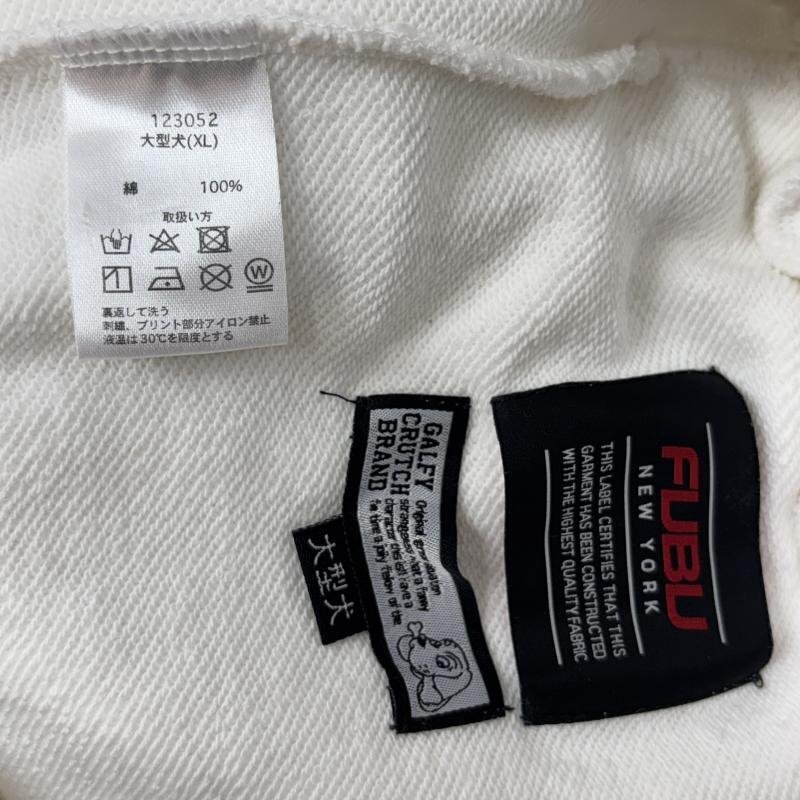 123052
大型犬(XL)
綿 100%
取扱い方
W
裏返して洗う
刺繍、プリント部分アイロン禁止
液温は30℃を限度とする
GALFY
CRUTCH
BRAND
大型犬
FUBU
NEW YORK
THIS LABEL CERTIFIES THAT THIS
GARMENT HAS BEEN CONSTRUCTED
WITH THE HIGHEST QUALITY FABRIC